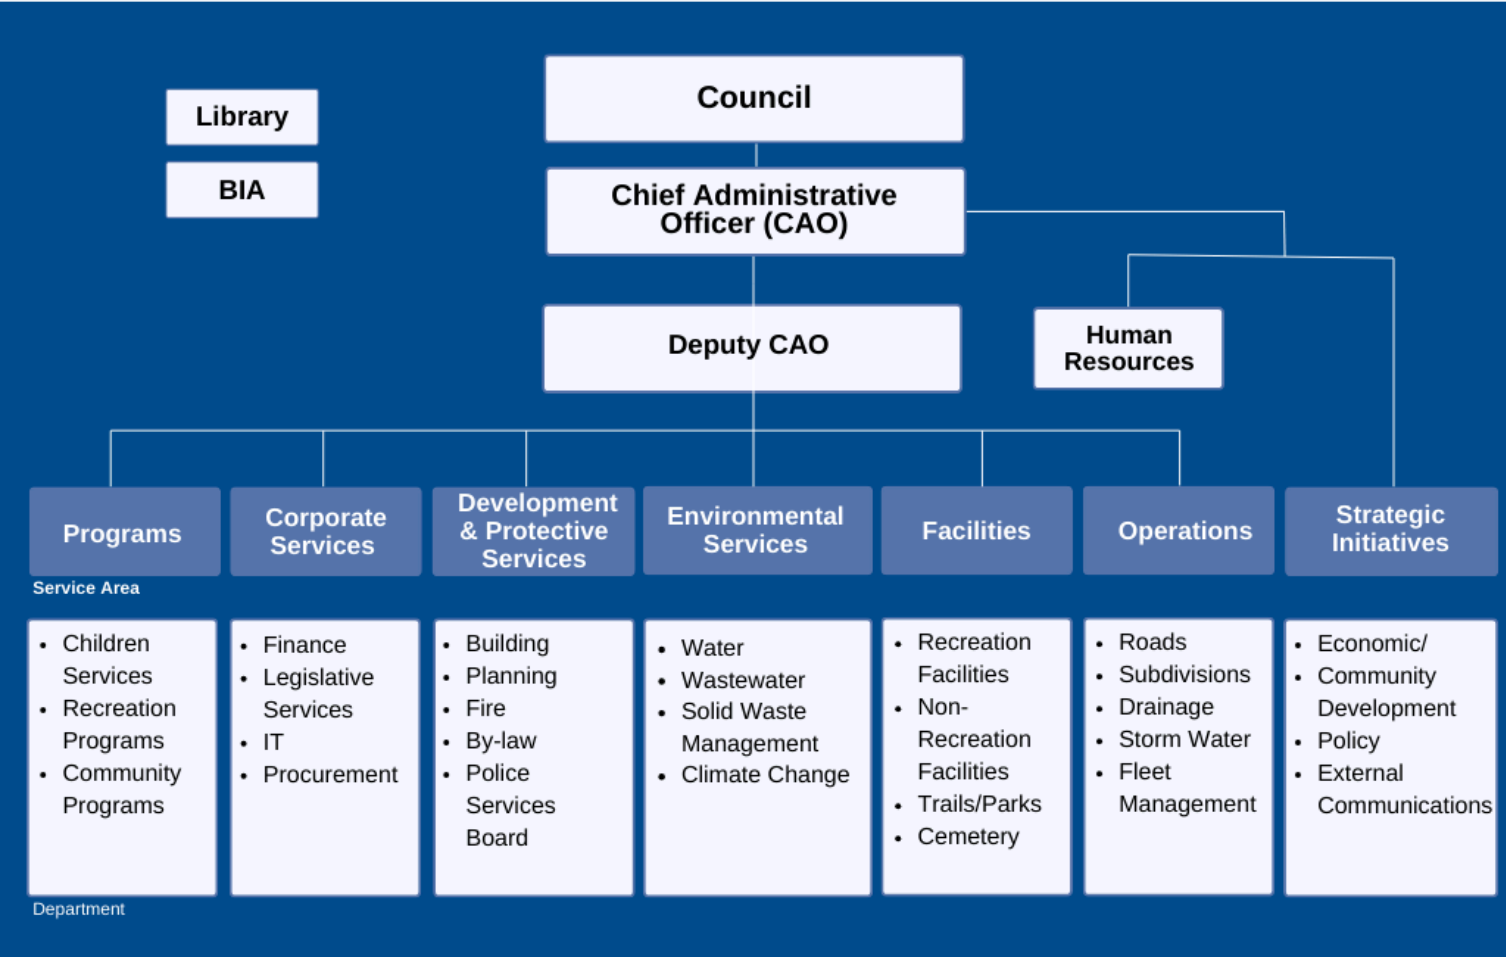 Council
Library
BIA
Chief Administrative
Officer (CAO)
Deputy CAO
Human
Resources
Programs
Corporate
Services
Development
& Protective
Services
Environmental
Services
Facilities
Operations
Strategic
Initiatives
Service Area
• Children
Services
• Recreation
Programs
• Community
Programs
• Finance
• Legislative
Services
• IT
• Procurement
• Building
• Planning
• Fire
• By-law
• Police
Services
Board
• Water
• Wastewater
• Solid Waste
Management
• Climate Change
• Recreation
Facilities
• Non-
Recreation
Facilities
• Trails/Parks
• Cemetery
• Roads
• Subdivisions
• Drainage
• Storm Water
• Fleet
Management
• Economic/
• Community
Development
• Policy
• External
Communications
Department